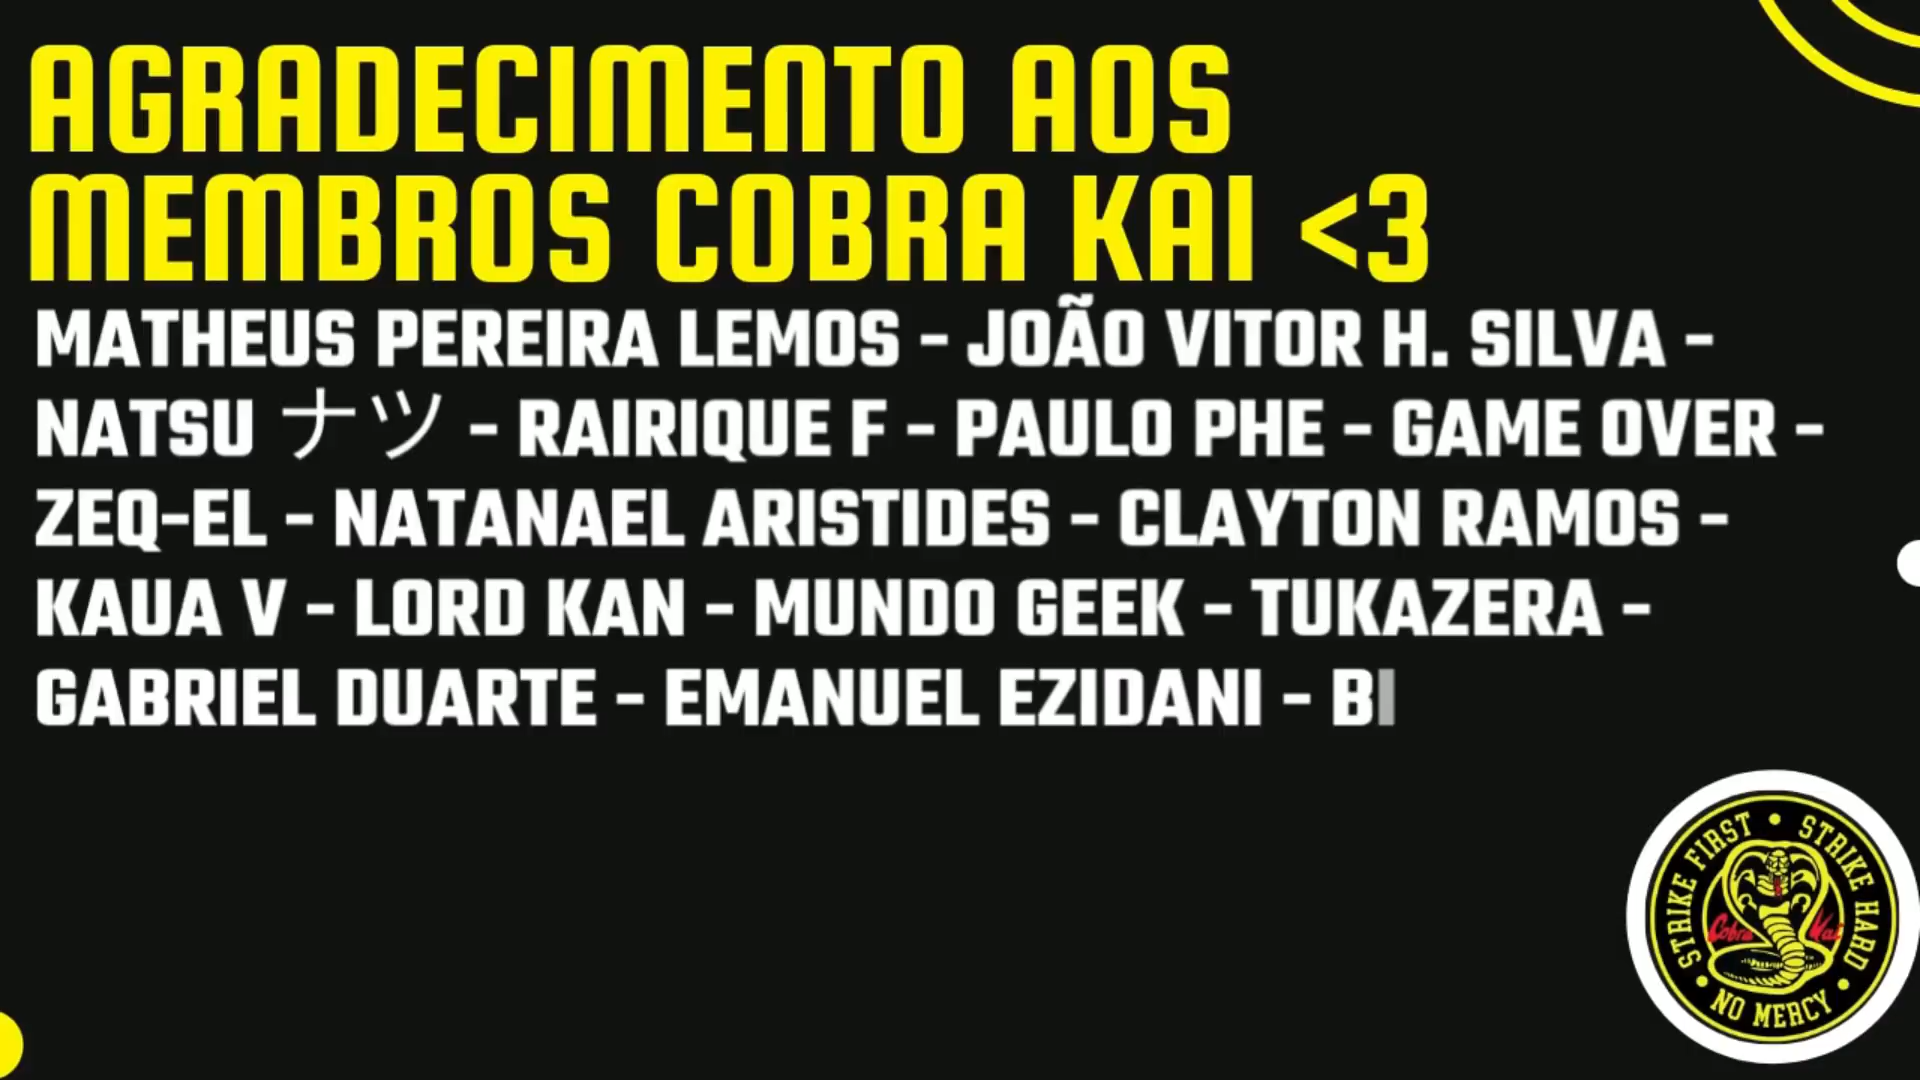 AGRADECIMENTO AOS
MEMBROS COBRA KAI <3
MATHEUS PEREIRA LEMOS - JOÃO VITOR H. SILVA -
NATSU ナツ - RAIRIQUE F - PAULO PHE - GAME OVER -
ZEQ-EL - NATANAEL ARISTIDES - CLAYTON RAMOS -
KAUA V - LORD KAN - MUNDO GEEK - TUKAZERA -
GABRIEL DUARTE - EMANUEL EZIDANI - BI
STRIKE FIRST • STRIKE HARD • NO MERCY •
Cobra Kai